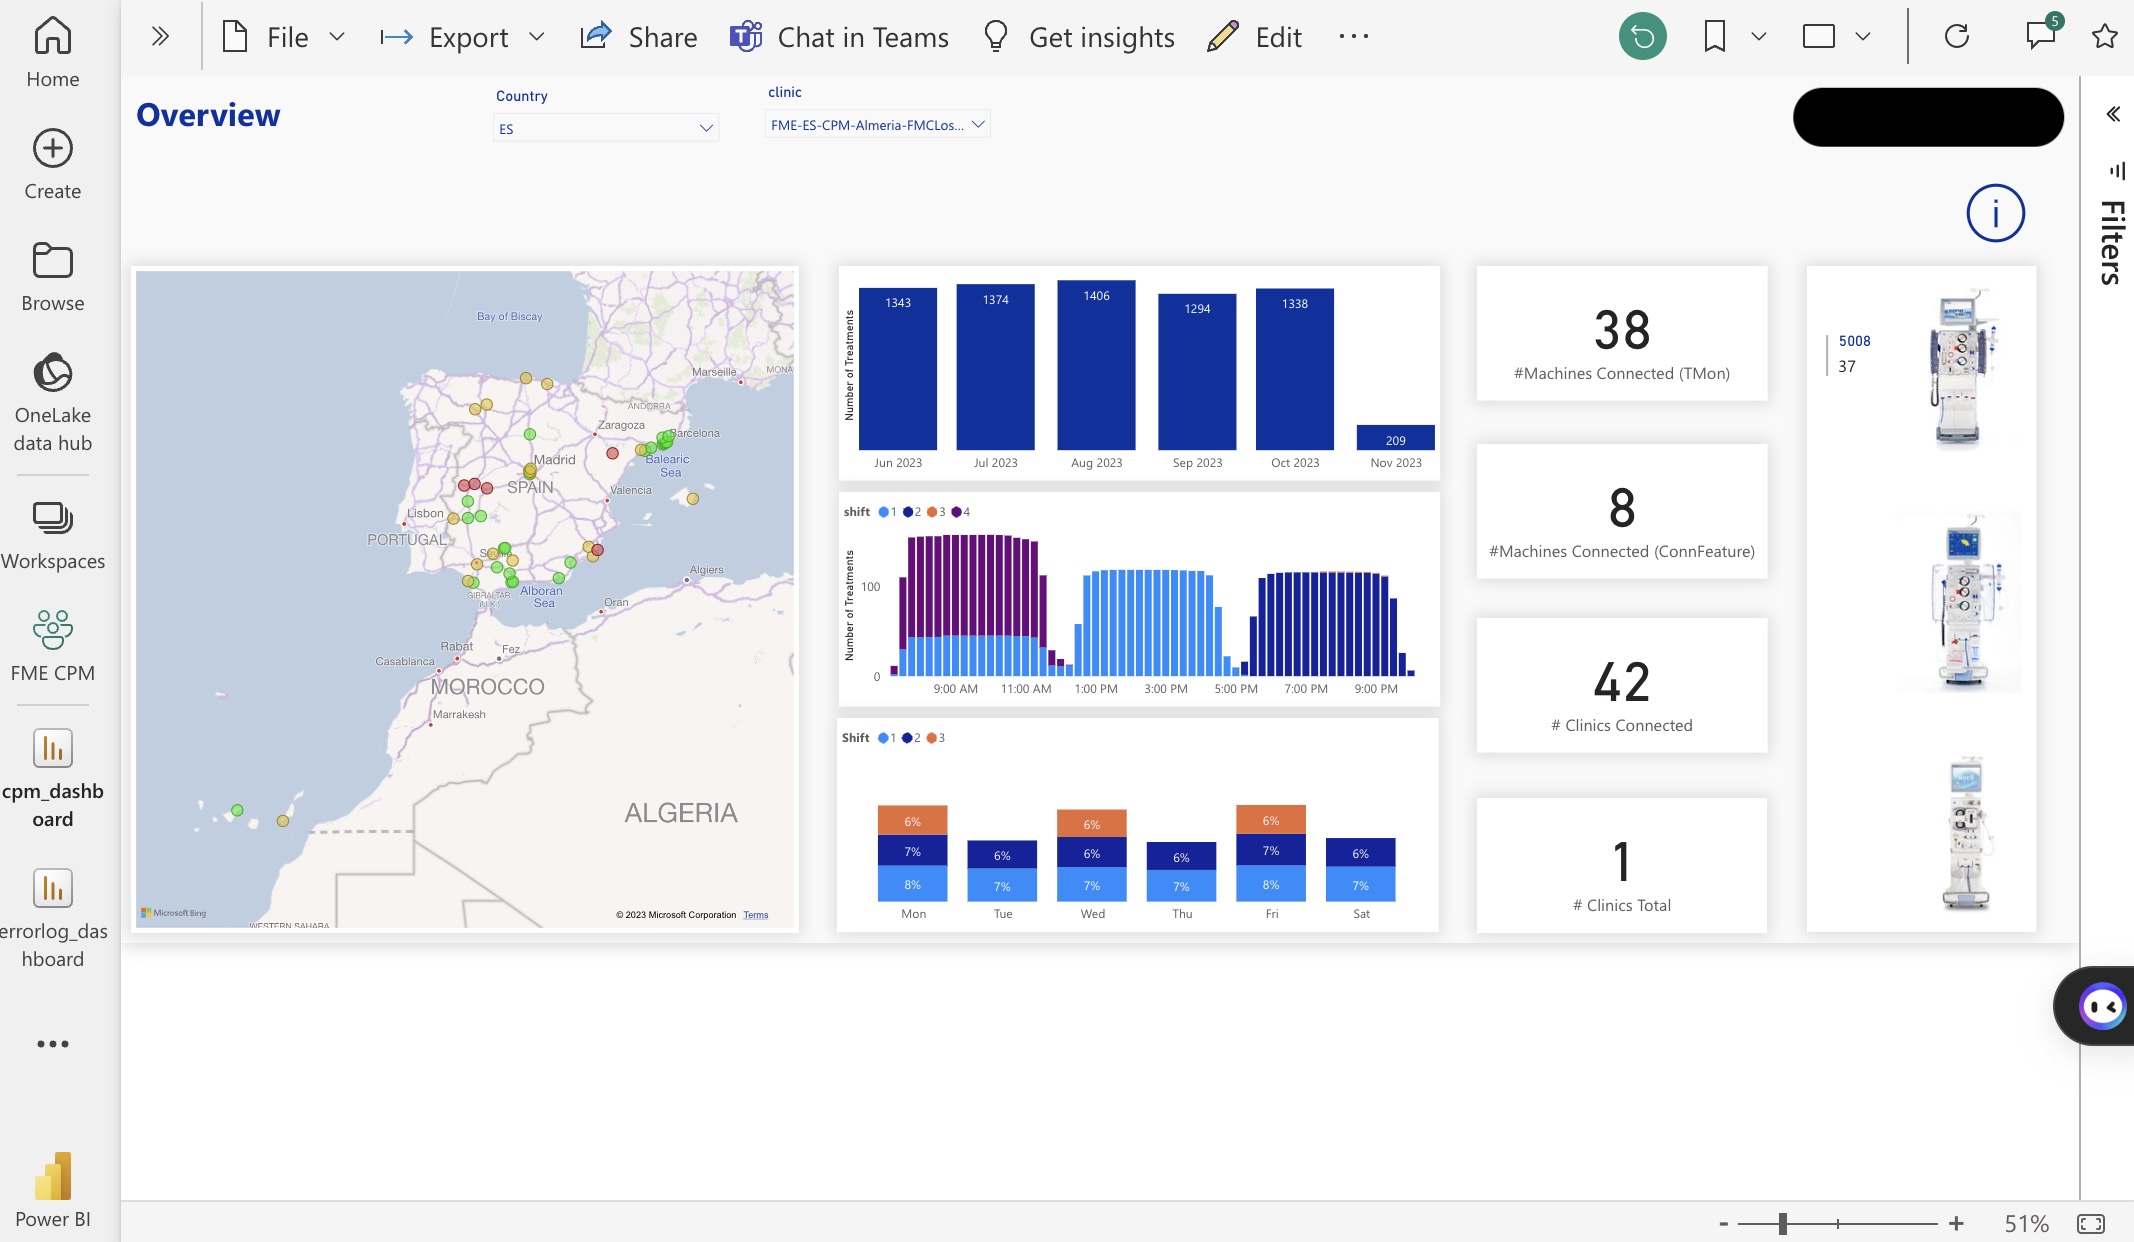 Home
Create
Browse
OneLake
data hub
Workspaces
FME CPM
cpm_dashb
oard
errorlog_das
hboard
Power BI
File
Export
Share
Chat in Teams
Get insights
Edit
5
Overview
Country
ES
clinic
FME-ES-CPM-Almeria-FMCLos...
i
Filters
Bay of Biscay
Marseille
MONA
ANDORRA
Zaragoza
Barcelona
Madrid
Balearic
Sea
SPAIN
Valencia
Lisbon
PORTUGAL
Algiers
GIBRALTAR
(U.K.)
Alboran
Sea
Oran
Rabat
Fez
Casablanca
MOROCCO
Marrakesh
ALGERIA
Microsoft Bing
© 2023 Microsoft Corporation Terms
WESTERN SAHARA
Number of Treatments
1343
1374
1406
1294
1338
209
Jun 2023
Jul 2023
Aug 2023
Sep 2023
Oct 2023
Nov 2023
shift 1 2 3 4
Number of Treatments
100
0
9:00 AM
11:00 AM
1:00 PM
3:00 PM
5:00 PM
7:00 PM
9:00 PM
Shift 1 2 3
6% 6% 6%
7% 6% 6% 6% 7% 6%
8% 7% 7% 7% 8% 7%
Mon Tue Wed Thu Fri Sat
38
#Machines Connected (TMon)
8
#Machines Connected (ConnFeature)
42
# Clinics Connected
1
# Clinics Total
5008
37
- + 51%